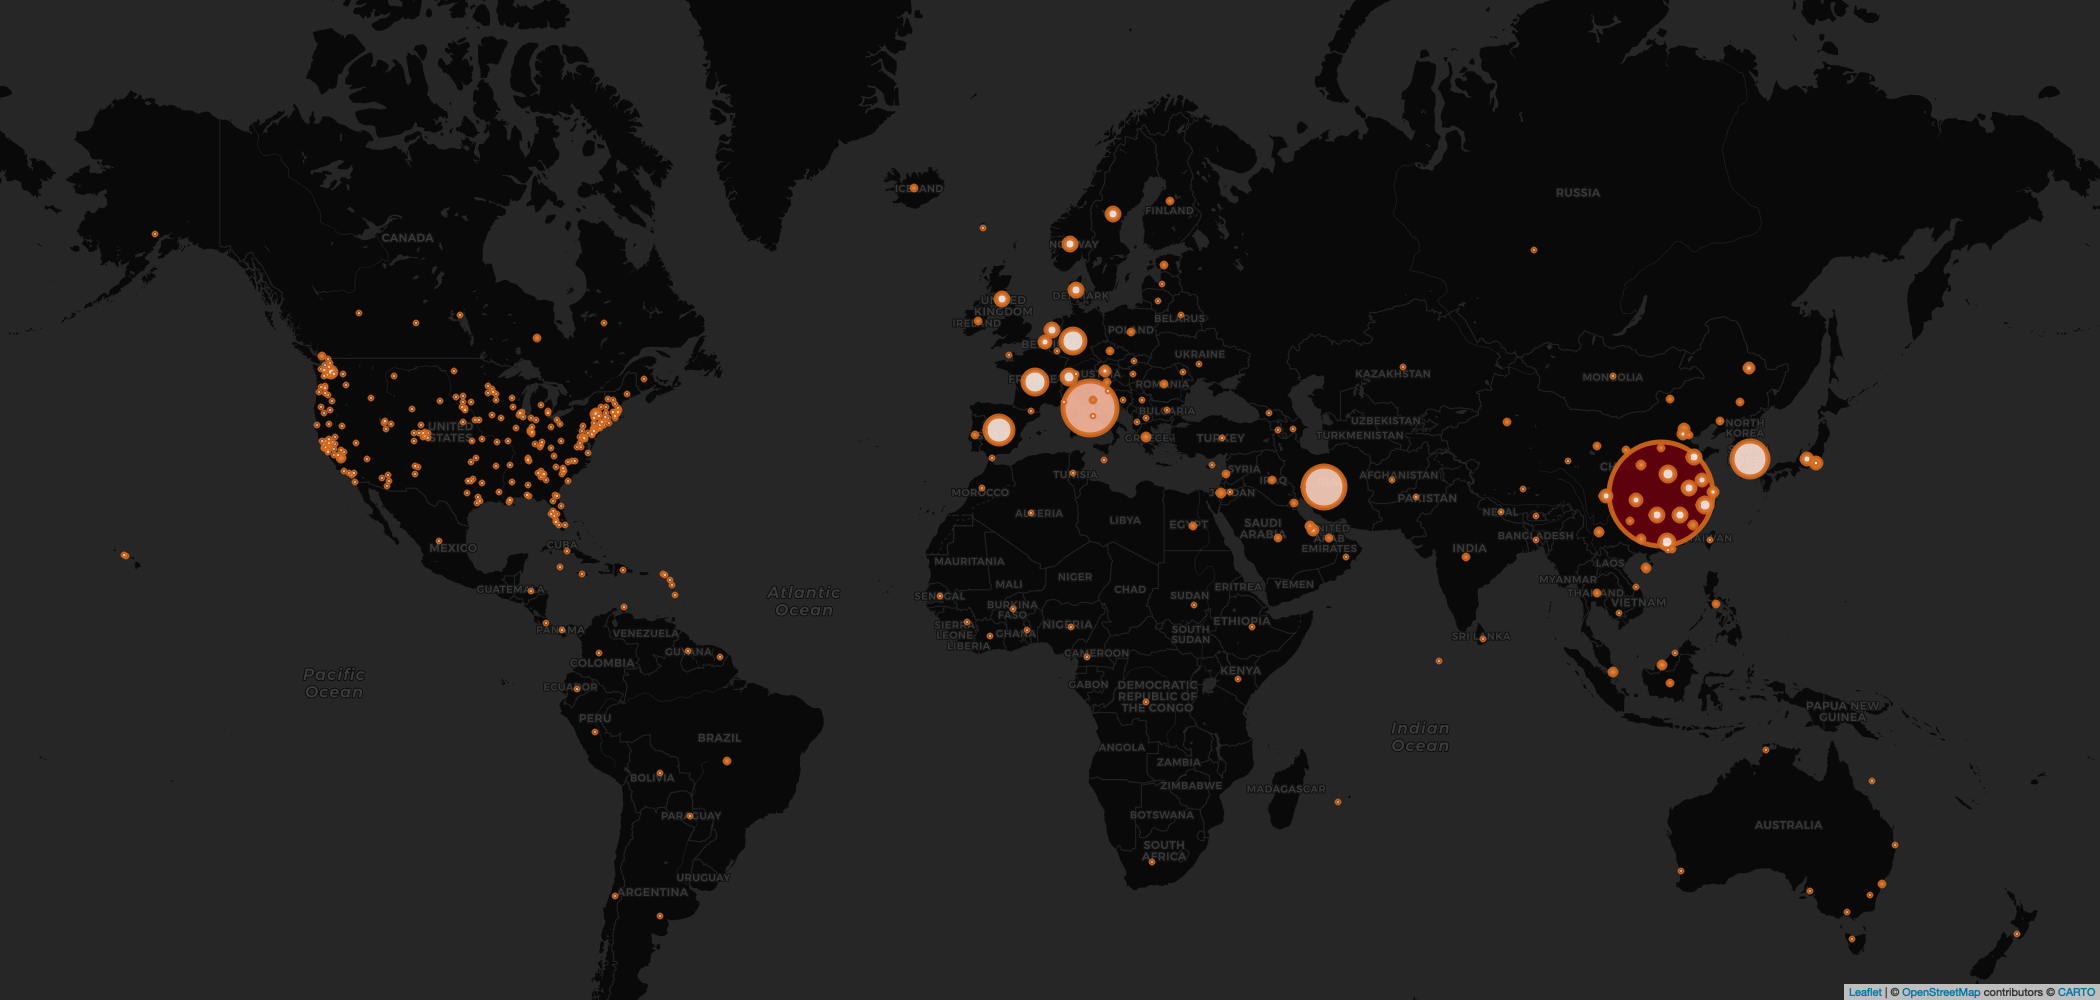 RUSSIA
ICELAND
FINLAND
CANADA
NORWAY
DENMARK
UNITED
KINGDOM
IRELAND
BELARUS
POLAND
UKRAINE
KAZAKHSTAN
MONGOLIA
ROMANIA
BULGARIA
UZBEKISTAN
UNITED
STATES
NORTH
KOREA
GREECE
TURKEY
TURKMENISTAN
SYRIA
TUNISIA
AFGHANISTAN
IRAQ
MOROCCO
JORDAN
PAKISTAN
ALGERIA
LIBYA
EGYPT
NEPAL
SAUDI
ARABIA
UNITED
ARAB
EMIRATES
BANGLADESH
TAIWAN
MEXICO
CUBA
INDIA
MAURITANIA
LAOS
MYANMAR
NIGER
MALI
GUATEMALA
Atlantic
Ocean
SENEGAL
CHAD
ERITREA
YEMEN
SUDAN
THAILAND
VIETNAM
BURKINA
FASO
SIERRA
LEONE
NIGERIA
GHANA
ETHIOPIA
PANAMA
VENEZUELA
SOUTH
SUDAN
SRI LANKA
LIBERIA
CAMEROON
GUYANA
COLOMBIA
KENYA
Pacific
Ocean
ECUADOR
GABON
DEMOCRATIC
REPUBLIC OF
THE CONGO
PAPUA NEW
GUINEA
PERU
Indian
Ocean
BRAZIL
ANGOLA
ZAMBIA
BOLIVIA
ZIMBABWE
MADAGASCAR
PARAGUAY
BOTSWANA
AUSTRALIA
SOUTH
AFRICA
URUGUAY
ARGENTINA
Leaflet | © OpenStreetMap contributors © CARTO